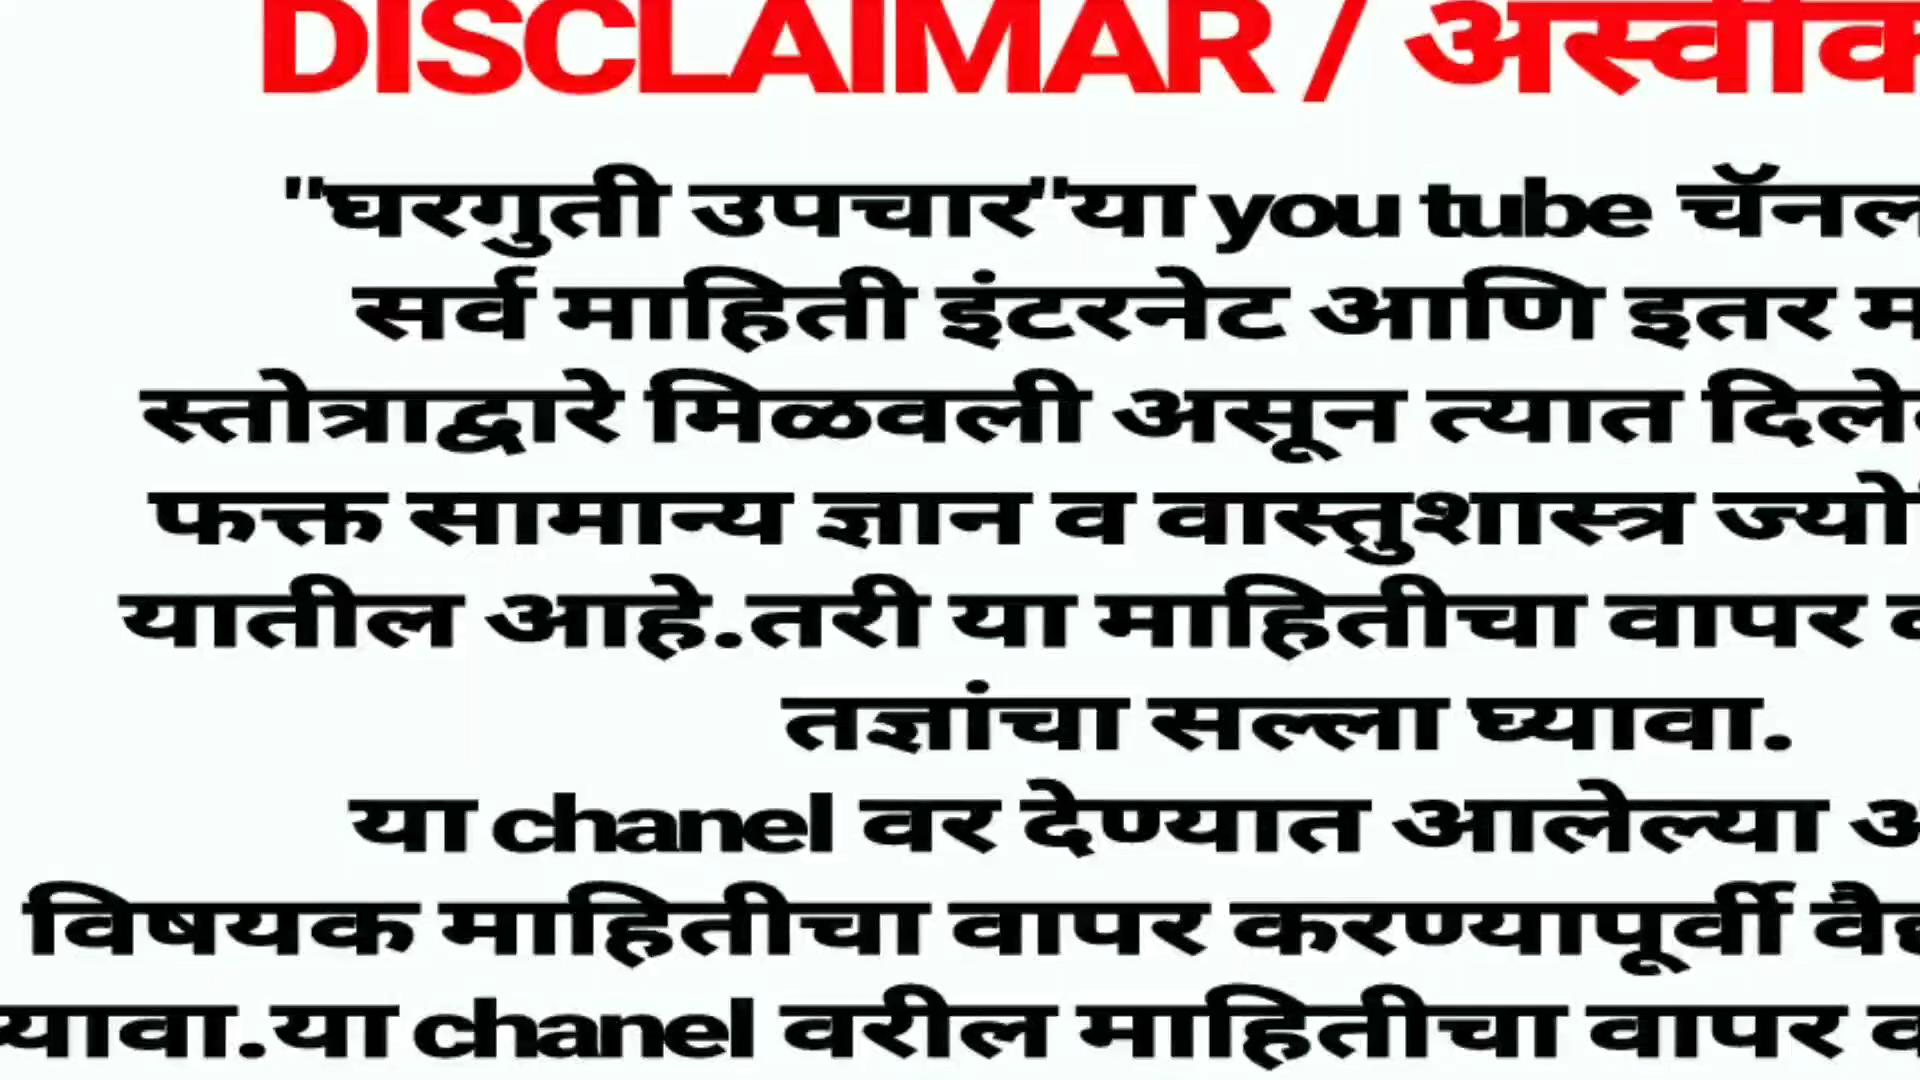 DISCLAIMAR / अस्वीक
"घरगुती उपचार"या you tube चॅनल
सर्व माहिती इंटरनेट आणि इतर
स्तोत्राद्वारे मिळवली असून त्यात
फक्त सामान्य ज्ञान व वास्तुशास्त्र
यातील आहे.तरी या माहितीचा वापर
तज्ञांचा सल्ला घ्यावा.
या chanel वर देण्यात आलेल्या
विषयक माहितीचा वापर करण्यापूर्वी
यावा.या chanel वरील माहितीचा वापर